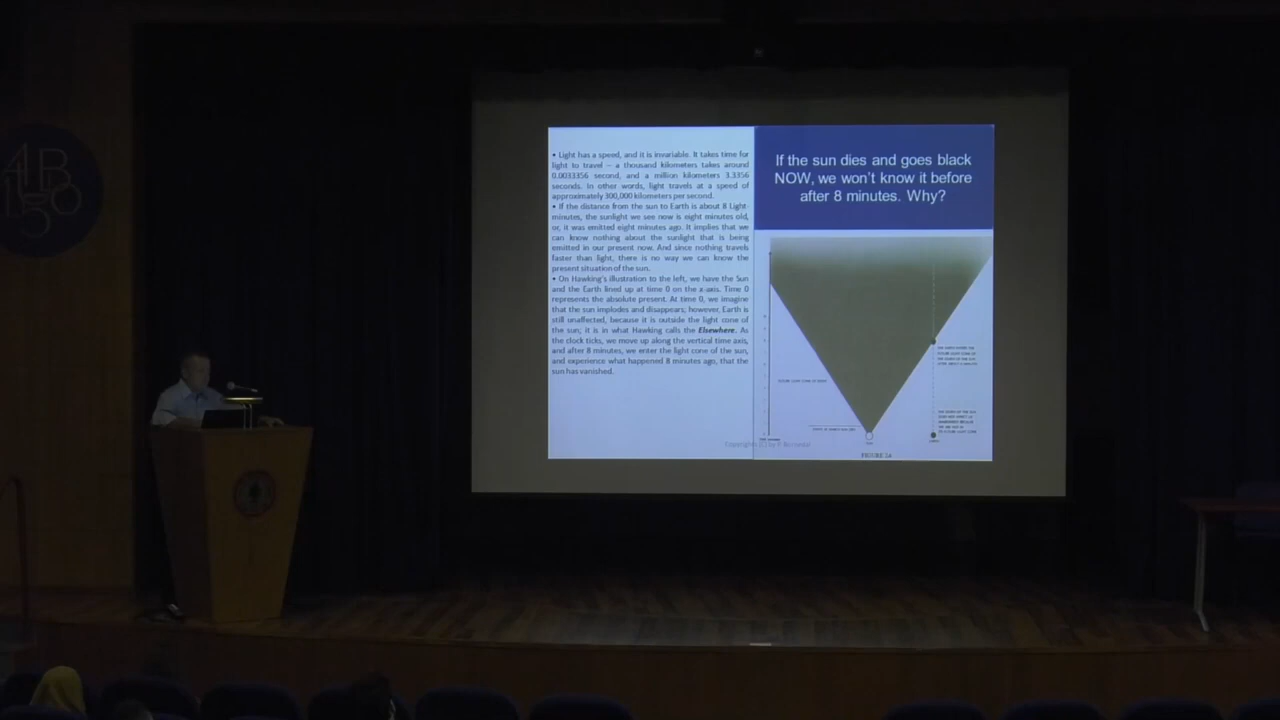 AB
150
• Light has a speed, and it is invariable. It takes time for
light to travel – a thousand kilometers takes around
0.0033356 second, and a million kilometers 3.3356
seconds. In other words, light travels at a speed of
approximately 300,000 kilometers per second.
• If the distance from the sun to Earth is about 8 Light-
minutes, the sunlight we see now is eight minutes old,
or, it was emitted eight minutes ago. It implies that we
can know nothing about the sunlight that is being
emitted in our present now. And since nothing travels
faster than light, there is no way we can know the
present situation of the sun.
• On Hawking's illustration to the left, we have the Sun
and the Earth lined up at time 0 on the x-axis. Time 0
represents the absolute present. At time 0, we imagine
that the sun implodes and disappears; however, Earth is
still unaffected, because it is outside the light cone of
the sun; it is in what Hawking calls the Elsewhere. As
the clock ticks, we move up along the vertical time axis,
and after 8 minutes, we enter the light cone of the sun,
and experience what happened 8 minutes ago, that the
sun has vanished.
If the sun dies and goes black
NOW, we won't know it before
after 8 minutes. Why?
FUTURE LIGHT CONE OF EVENT
FIGURE 2.6